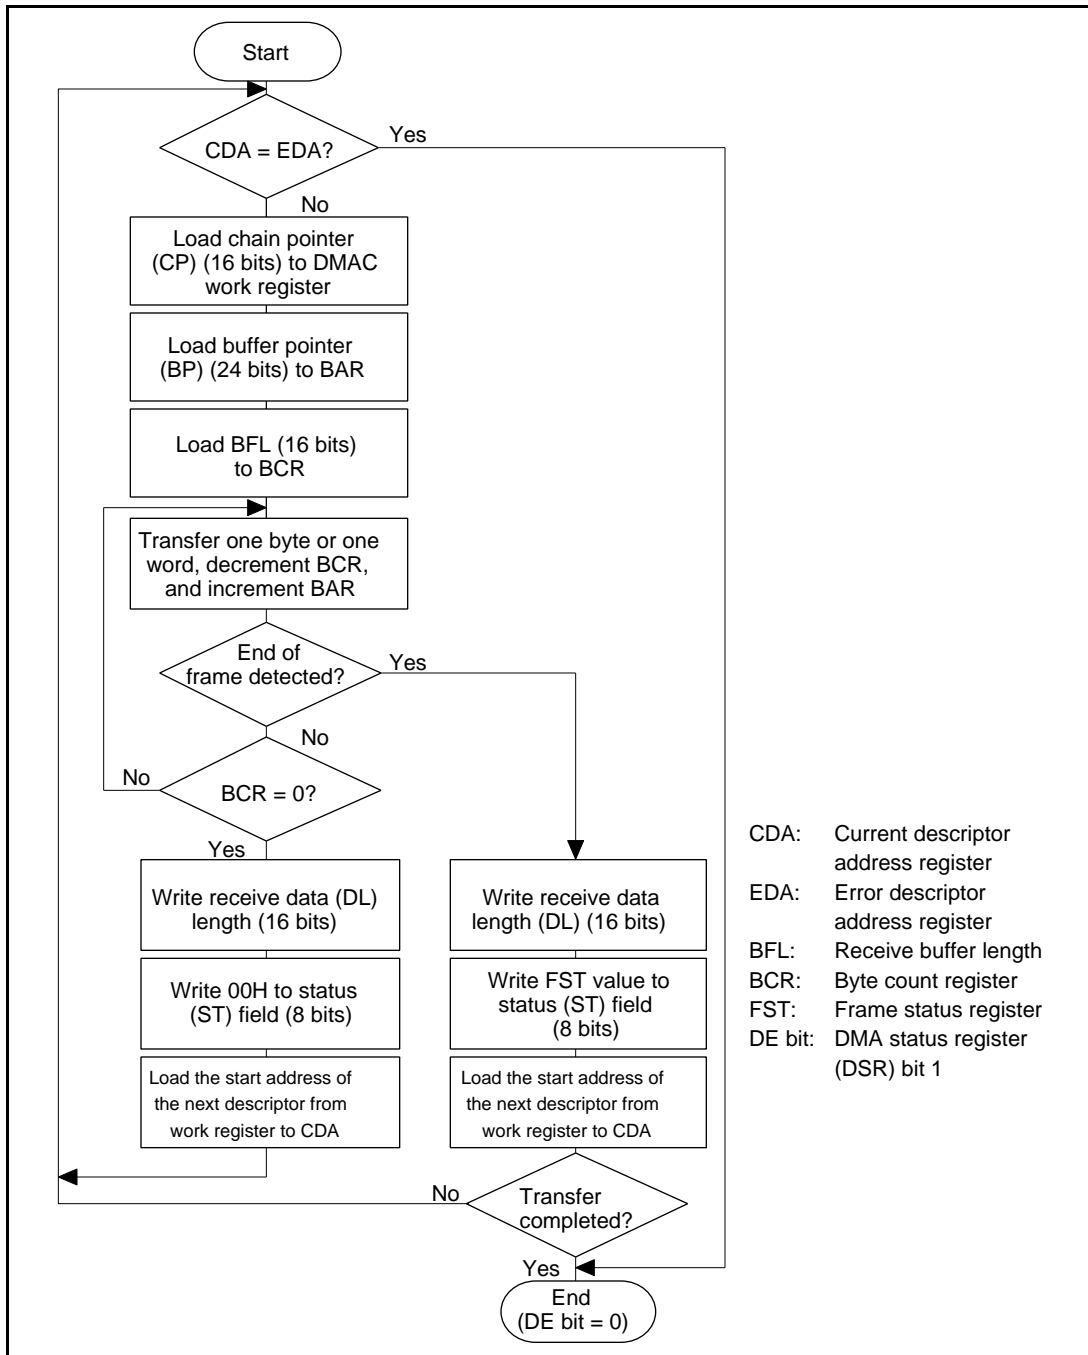 Start
CDA = EDA?
Yes
No
Load chain pointer
(CP) (16 bits) to DMAC
work register
Load buffer pointer
(BP) (24 bits) to BAR
Load BFL (16 bits)
to BCR
Transfer one byte or one
word, decrement BCR,
and increment BAR
End of
frame detected?
Yes
No
BCR = 0?
No
Yes
Write receive data (DL)
length (16 bits)
Write 00H to status
(ST) field (8 bits)
Load the start address of
the next descriptor from
work register to CDA
Write receive data
length (DL) (16 bits)
Write FST value to
status (ST) field
(8 bits)
Load the start address of
the next descriptor from
work register to CDA
Transfer
completed?
No
Yes
End
(DE bit = 0)
CDA: Current descriptor
address register
EDA: Error descriptor
address register
BFL: Receive buffer length
BCR: Byte count register
FST: Frame status register
DE bit: DMA status register
(DSR) bit 1